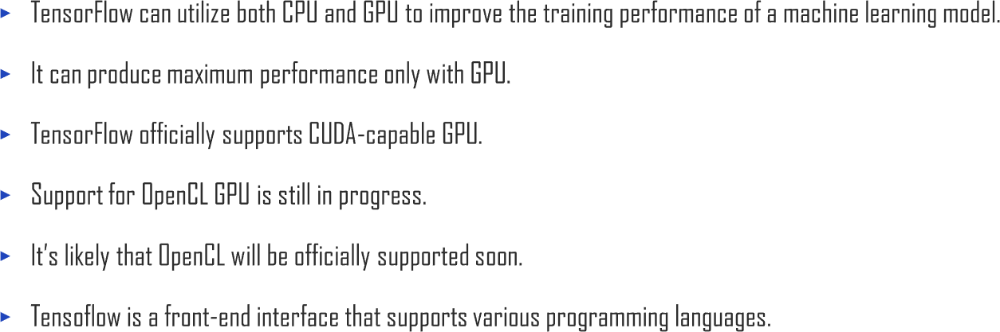 ▸ TensorFlow can utilize both CPU and GPU to improve the training performance of a machine learning model.
▸ It can produce maximum performance only with GPU.
▸ TensorFlow officially supports CUDA-capable GPU.
▸ Support for OpenCL GPU is still in progress.
▸ It's likely that OpenCL will be officially supported soon.
▸ Tensoflow is a front-end interface that supports various programming languages.